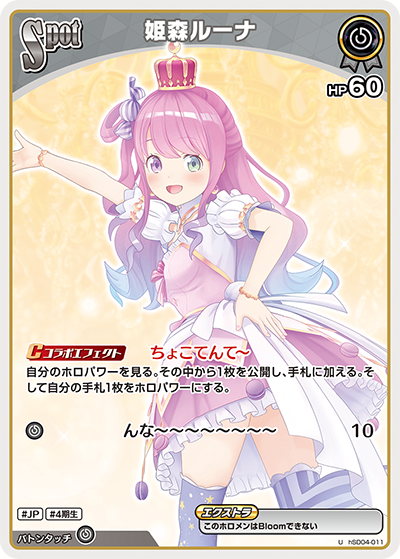 Spot
姫森ルーナ
HP60
Cコラボエフェクト ちょこてんて～
自分のホロパワーを見る。その中から1枚を公開し、手札に加える。そ
して自分の手札1枚をホロパワーにする。
んな～～～～～～～～ 10
#JP #4期生
エクストラ
このホロメンはBloomできない
バトンタッチ
U hSD04-011